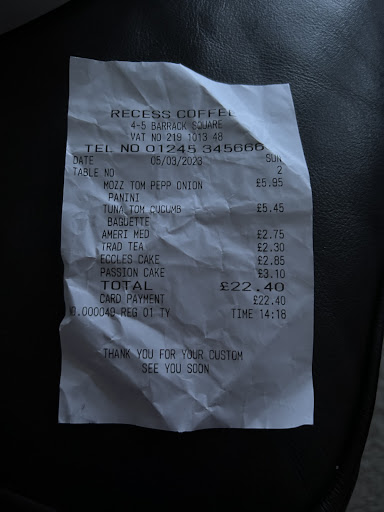 RECESS COFFEE
4-5 BARRACK SQUARE
VAT NO 219 1013 48
TEL NO 01245 345666
DATE 05/03/2023 SUN
TABLE NO 2
MOZZ TOM PEPP ONION £5.95
PANINI
TUNA TOM CUCUMB £5.45
BAGUETTE
AMERI MED £2.75
TRAD TEA £2.30
ECCLES CAKE £2.85
PASSION CAKE £3.10
TOTAL £22.40
CARD PAYMENT £22.40
0.000049 REG 01 TY TIME 14:18
THANK YOU FOR YOUR CUSTOM
SEE YOU SOON